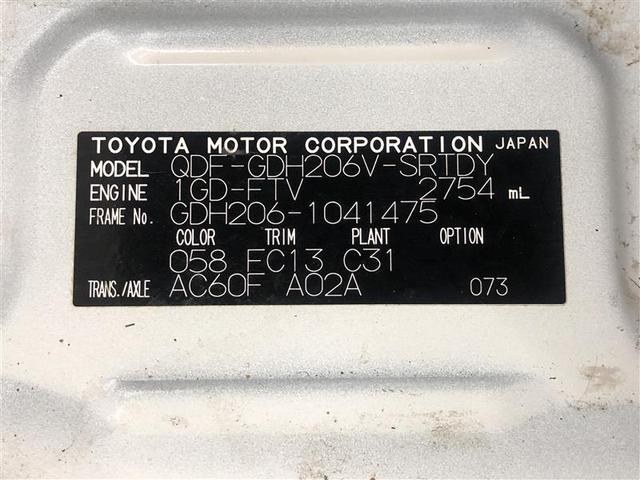 TOYOTA MOTOR CORPORATION JAPAN
MODEL QDF-GDH206V-SRTDY
ENGINE 1GD-FTV 2754 mL
FRAME No. GDH206-1041475
COLOR TRIM PLANT OPTION
058 FC13 C31
TRANS./AXLE AC60F A02A 073